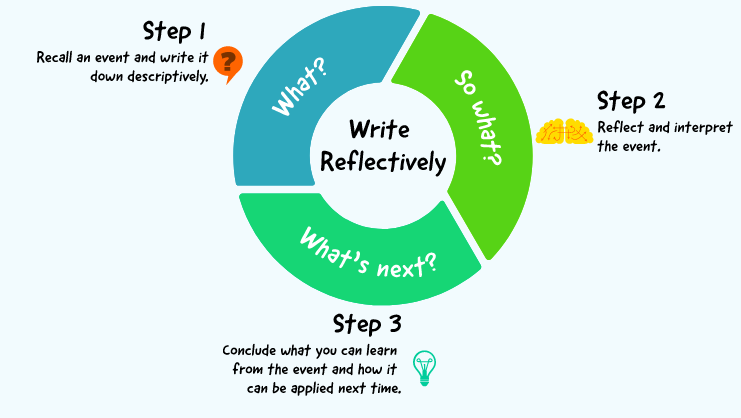 Step 1
Recall an event and write it
down descriptively.
?
What?
So what?
Write
Reflectively
Step 2
Reflect and interpret
the event.
What's next?
Step 3
Conclude what you can learn
from the event and how it
can be applied next time.